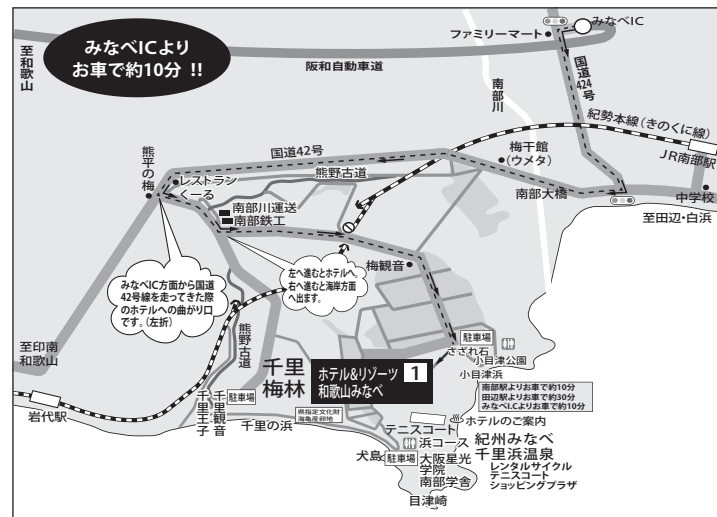 みなべICより
お車で約10分 !!
至和歌山
阪和自動車道
ファミリーマート
みなべIC
国道424号
南部川
紀勢本線(きのくに線)
JR南部駅
梅干館
(ウメタ)
国道42号
熊野古道
熊平の梅
レストラン
くーる
南部川運送
南部鉄工
南部大橋
中学校
至田辺・白浜
みなべIC方面から国道
42号線を走ってきた際
のホテルへの曲がり口
です。(左折)
左へ進むとホテルへ。
右へ進むと海岸方面
へ出ます。
梅観音
至印南
和歌山
熊野古道
千里
梅林
ホテル&リゾーツ
和歌山みなべ
1
駐車場
さざれ石
小目津公園
小目津浜
南部駅よりお車で約10分
田辺駅よりお車で約30分
みなべI.Cよりお車で約10分
岩代駅
千里王子
千里観音
駐車場
千里の浜
県指定文化財
海亀産卵地
テニスコート
ホテルのご案内
浜コース
犬島
駐車場
大阪星光
学院
南部学舎
目津崎
紀州みなべ
千里浜温泉
レンタルサイクル
テニスコート
ショッピングプラザ